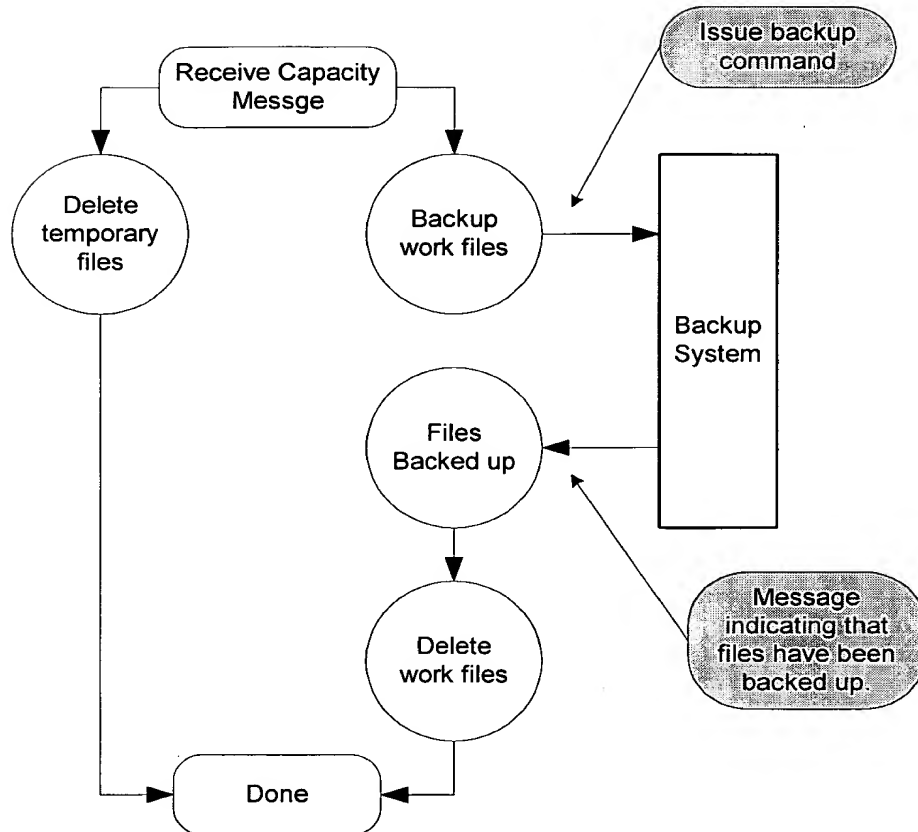 Issue backup
command
Receive Capacity
Messge
Delete
temporary
files
Backup
work files
Backup
System
Files
Backed up
Message
indicating that
files have been
backed up.
Delete
work files
Done